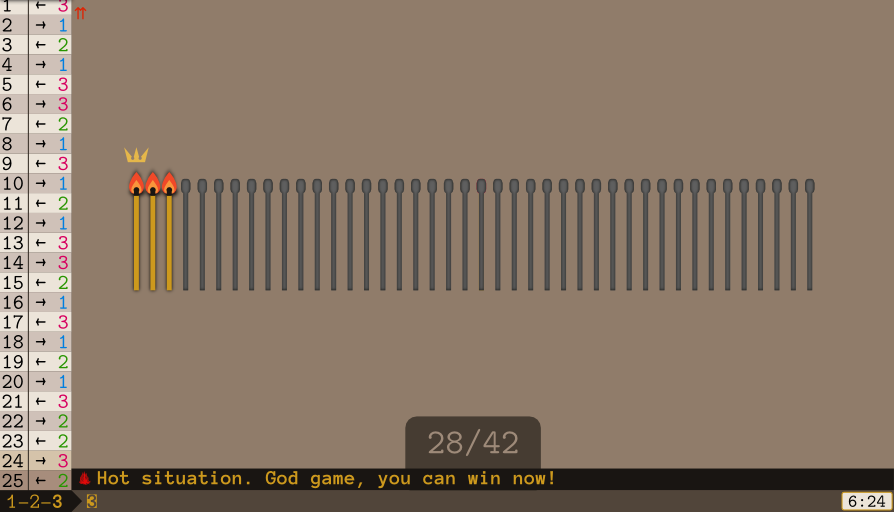 1 ← 3
2 → 1
3 ← 2
4 → 1
5 ← 3
6 → 3
7 ← 2
8 → 1
9 ← 3
10 → 1
11 ← 2
12 → 1
13 ← 3
14 → 3
15 ← 2
16 → 1
17 ← 3
18 → 1
19 ← 2
20 → 1
21 ← 3
22 → 2
23 ← 2
24 → 3
25 ← 2
28/42
Hot situation. God game, you can win now!
1-2-3
3
6:24